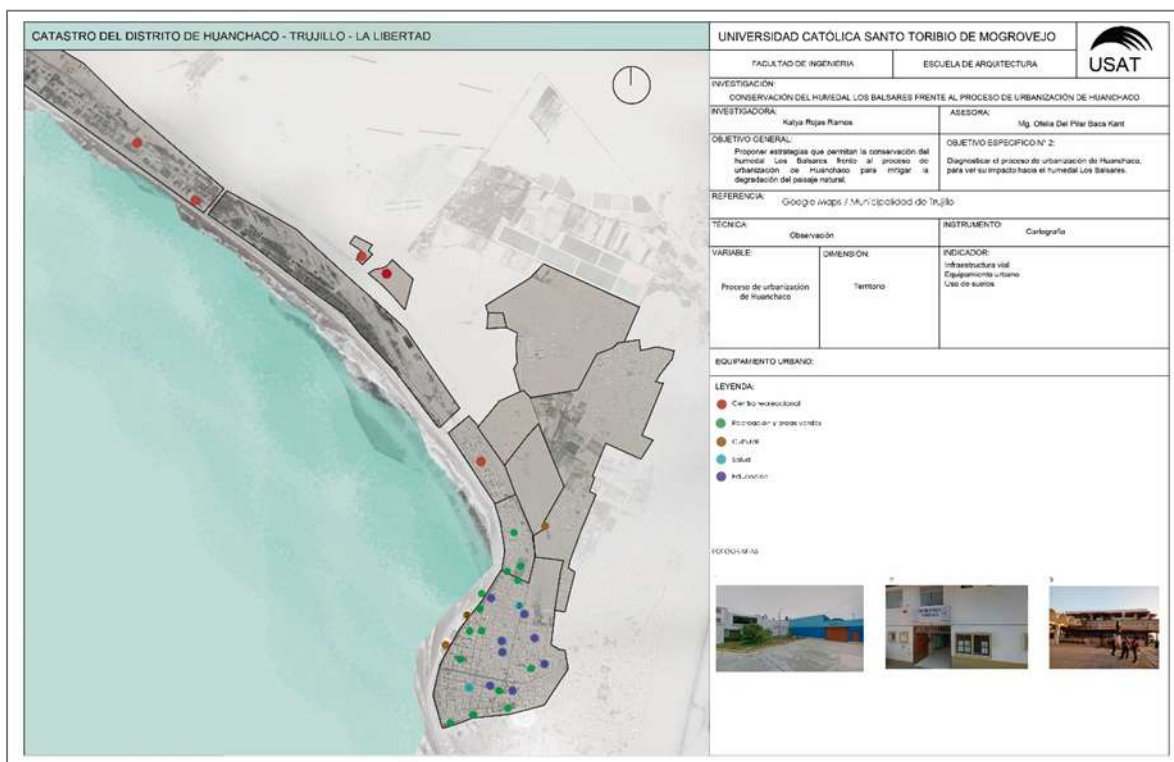 CATASTRO DEL DISTRITO DE HUANCHACO - TRUJILLO - LA LIBERTAD
UNIVERSIDAD CATÓLICA SANTO TORIBIO DE MOGROVEJO
USAT
FACULTAD DE INGENIERIA
ESCUELA DE ARQUITECTURA
INVESTIGACIÓN:
CONSERVACIÓN DEL HUMEDAL LOS BALSARES FRENTE AL PROCESO DE URBANIZACIÓN DE HUANCHACO
INVESTIGADORA:
Katya Rojas Ramos
ASESORA:
Mg. Ofelia Del Pilar Baca Kant
OBJETIVO GENERAL:
Proponer estrategias que permitan la conservación del
humedal Los Balsares frente al proceso de
urbanización de Huanchaco para mitigar la
degradación del paisaje natural.
OBJETIVO ESPECIFICO N° 2:
Diagnosticar el proceso de urbanización de Huanchaco,
para ver su impacto hacia el humedal Los Balsares.
REFERENCIA:
Google Maps / Municipalidad de Trujillo
TÉCNICA:
Observación
INSTRUMENTO:
Cartografía
VARIABLE:
Proceso de urbanización
de Huanchaco
DIMENSIÓN:
Territorio
INDICADOR:
Infraestructura vial
Equipamiento urbano
Uso de suelos
EQUIPAMIENTO URBANO:
LEYENDA:
Centro recreacional
Recreación y áreas verdes
Cultural
Salud
Educación
FOTOGRAFÍAS